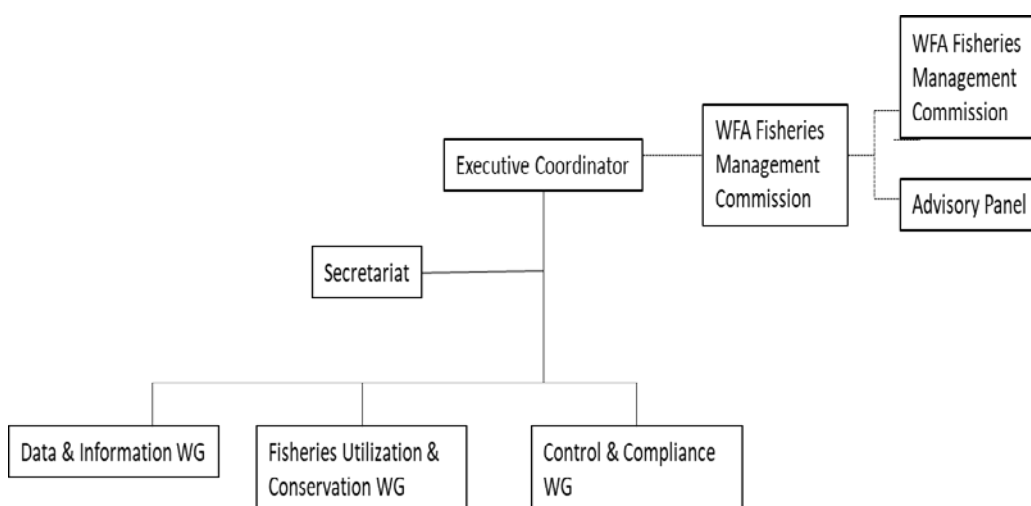 WFA Fisheries
Management
Commission
WFA Fisheries
Management
Commission
Executive Coordinator
Advisory Panel
Secretariat
Data & Information WG
Fisheries Utilization &
Conservation WG
Control & Compliance
WG